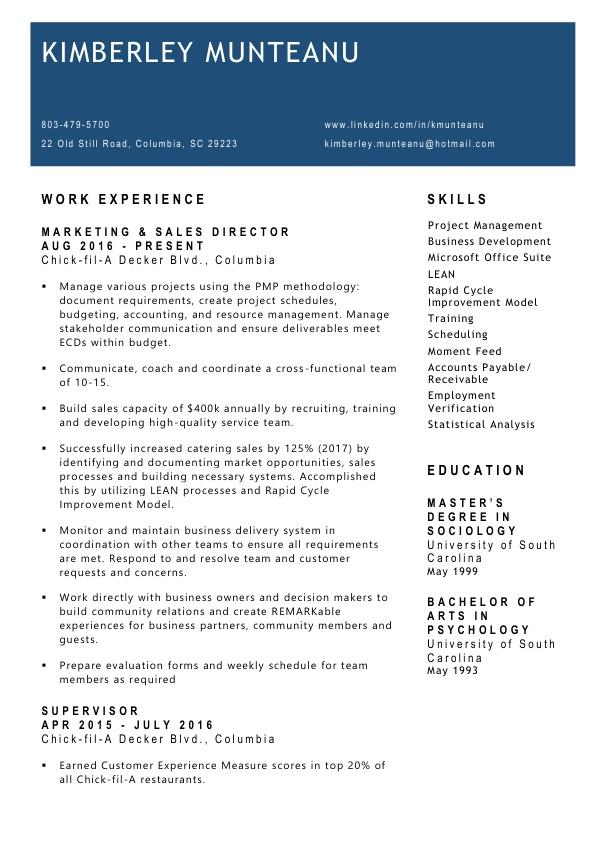 KIMBERLEY MUNTEANU
803-479-5700
22 Old Still Road, Columbia, SC 29223
www.linkedin.com/in/kmunteanu
kimberley.munteanu@hotmail.com
WORK EXPERIENCE
MARKETING & SALES DIRECTOR
AUG 2016 - PRESENT
Chick-fil-A Decker Blvd., Columbia
▪ Manage various projects using the PMP methodology:
document requirements, create project schedules,
budgeting, accounting, and resource management. Manage
stakeholder communication and ensure deliverables meet
ECDs within budget.
▪ Communicate, coach and coordinate a cross-functional team
of 10-15.
▪ Build sales capacity of $400k annually by recruiting, training
and developing high-quality service team.
▪ Successfully increased catering sales by 125% (2017) by
identifying and documenting market opportunities, sales
processes and building necessary systems. Accomplished
this by utilizing LEAN processes and Rapid Cycle
Improvement Model.
▪ Monitor and maintain business delivery system in
coordination with other teams to ensure all requirements
are met. Respond to and resolve team and customer
requests and concerns.
▪ Work directly with business owners and decision makers to
build community relations and create REMARKable
experiences for business partners, community members and
guests.
▪ Prepare evaluation forms and weekly schedule for team
members as required
SUPERVISOR
APR 2015 - JULY 2016
Chick-fil-A Decker Blvd., Columbia
▪ Earned Customer Experience Measure scores in top 20% of
all Chick-fil-A restaurants.
SKILLS
Project Management
Business Development
Microsoft Office Suite
LEAN
Rapid Cycle
Improvement Model
Training
Scheduling
Moment Feed
Accounts Payable/
Receivable
Employment
Verification
Statistical Analysis
EDUCATION
MASTER'S
DEGREE IN
SOCIOLOGY
University of South
Carolina
May 1999
BACHELOR OF
ARTS IN
PSYCHOLOGY
University of South
Carolina
May 1993